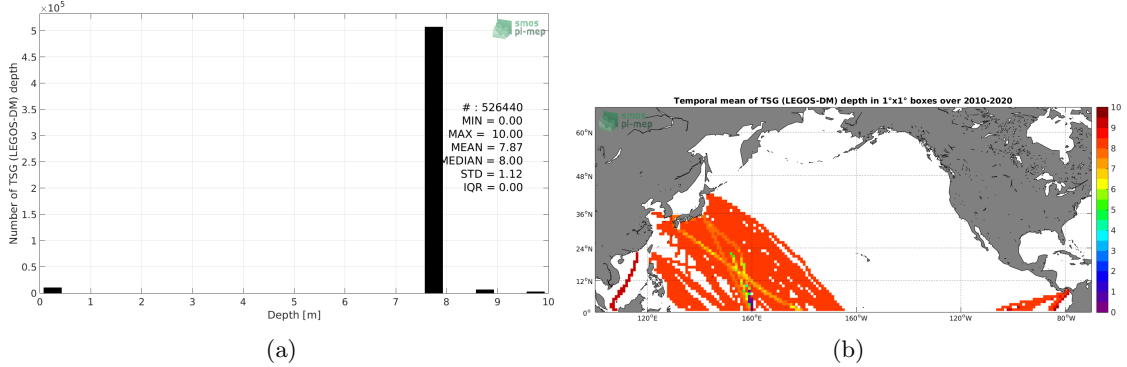 ×10⁵
5
4.5
4
3.5
3
2.5
2
1.5
1
0.5
0
Number of TSG (LEGOS-DM) depth
smos
pi-mep
# : 526440
MIN = 0.00
MAX = 10.00
MEAN = 7.87
MEDIAN = 8.00
STD = 1.12
IQR = 0.00
0 1 2 3 4 5 6 7 8 9 10
Depth [m]
(a)
Temporal mean of TSG (LEGOS-DM) depth in 1°x1° boxes over 2010-2020
smos
pi-mep
60°N
48°N
36°N
24°N
12°N
0°
120°E 160°E 160°W 120°W 80°W
10
9
8
7
6
5
4
3
2
1
0
(b)